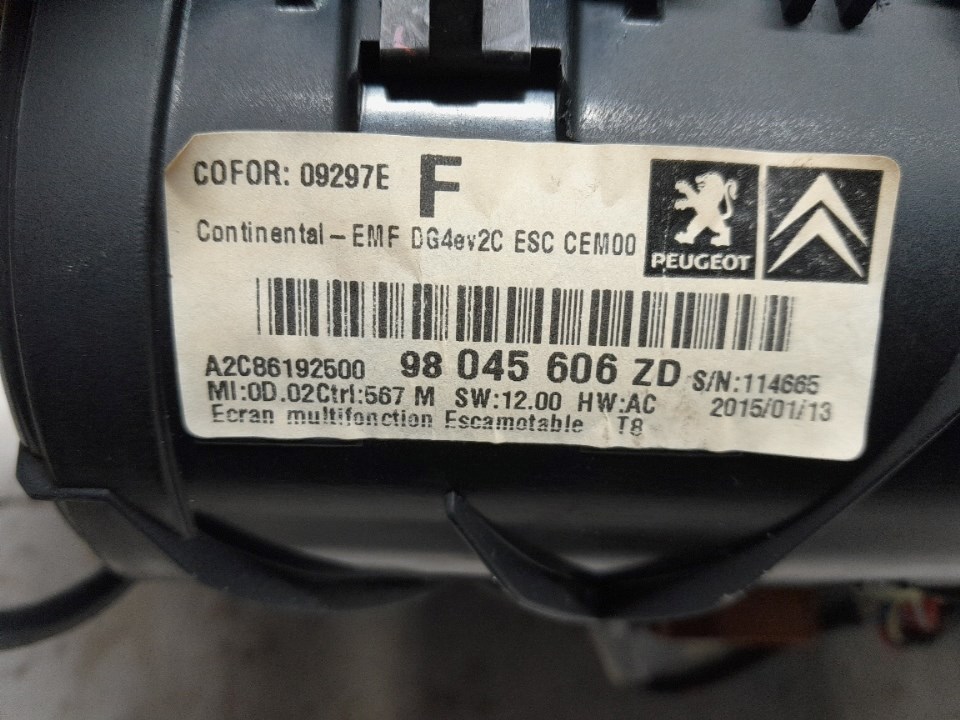 COFOR: 09297E F
PEUGEOT
Continental - EMF DG4ev2C ESC CEM00
A2C86192500 98 045 606 ZD S/N:114665
MI:0D.02Ctrl:567 M SW:12.00 HW:AC 2015/01/13
Ecran multifonction Escamotable T8